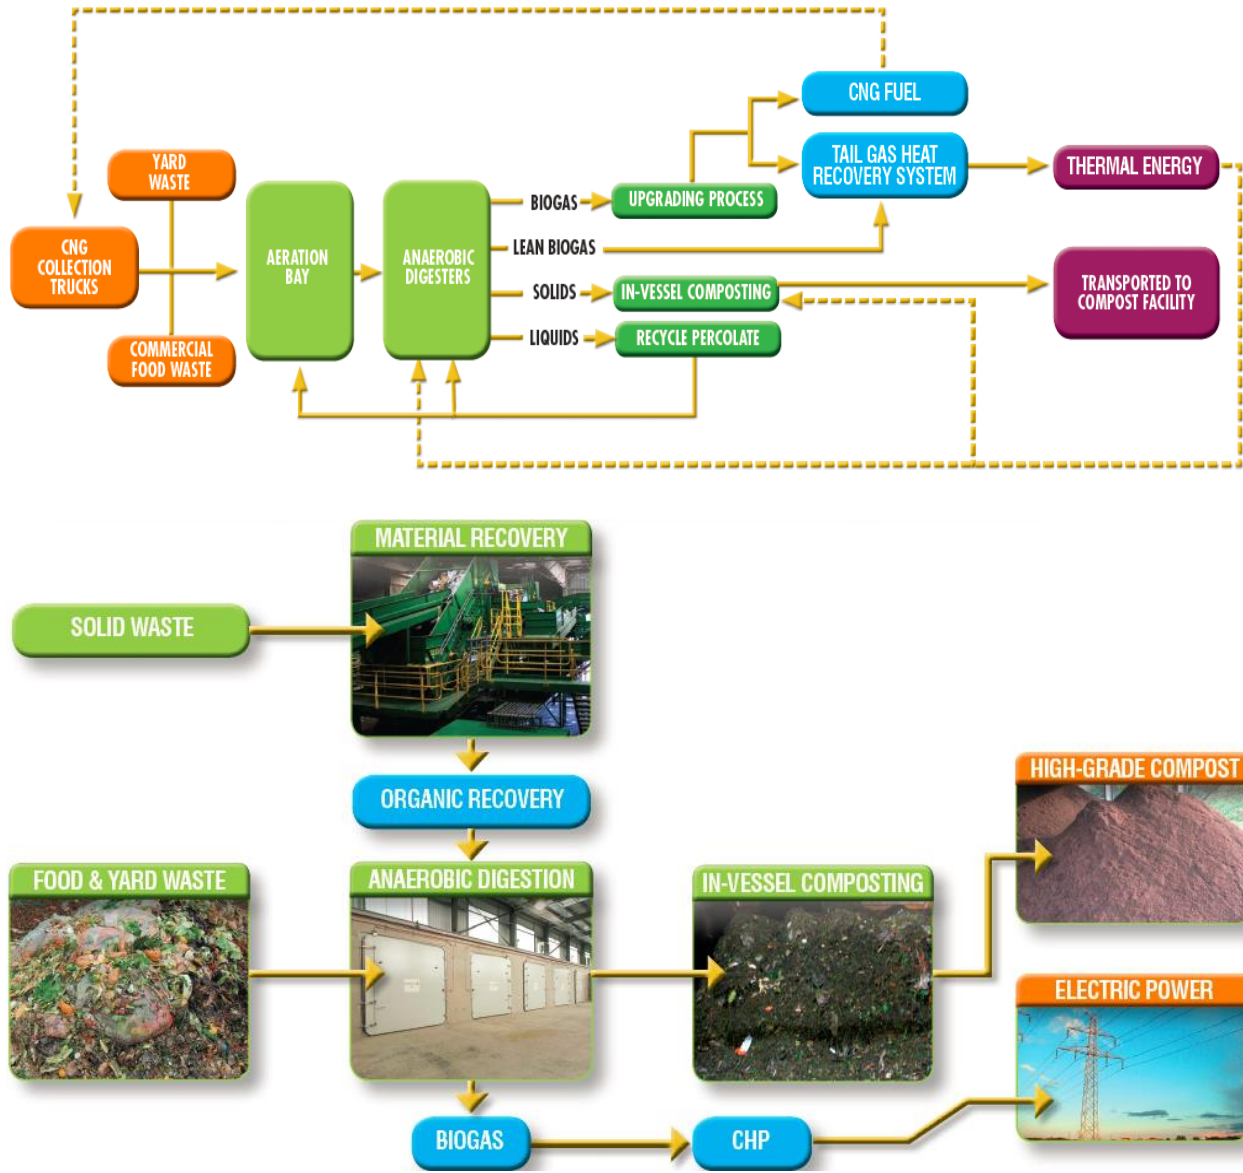 CNG FUEL
YARD
WASTE
TAIL GAS HEAT
RECOVERY SYSTEM
THERMAL ENERGY
BIOGAS
UPGRADING PROCESS
CNG
COLLECTION
TRUCKS
AERATION
BAY
ANAEROBIC
DIGESTERS
LEAN BIOGAS
SOLIDS
IN-VESSEL COMPOSTING
TRANSPORTED TO
COMPOST FACILITY
LIQUIDS
RECYCLE PERCOLATE
COMMERCIAL
FOOD WASTE
MATERIAL RECOVERY
SOLID WASTE
ORGANIC RECOVERY
HIGH-GRADE COMPOST
FOOD & YARD WASTE
ANAEROBIC DIGESTION
IN-VESSEL COMPOSTING
ELECTRIC POWER
BIOGAS
CHP